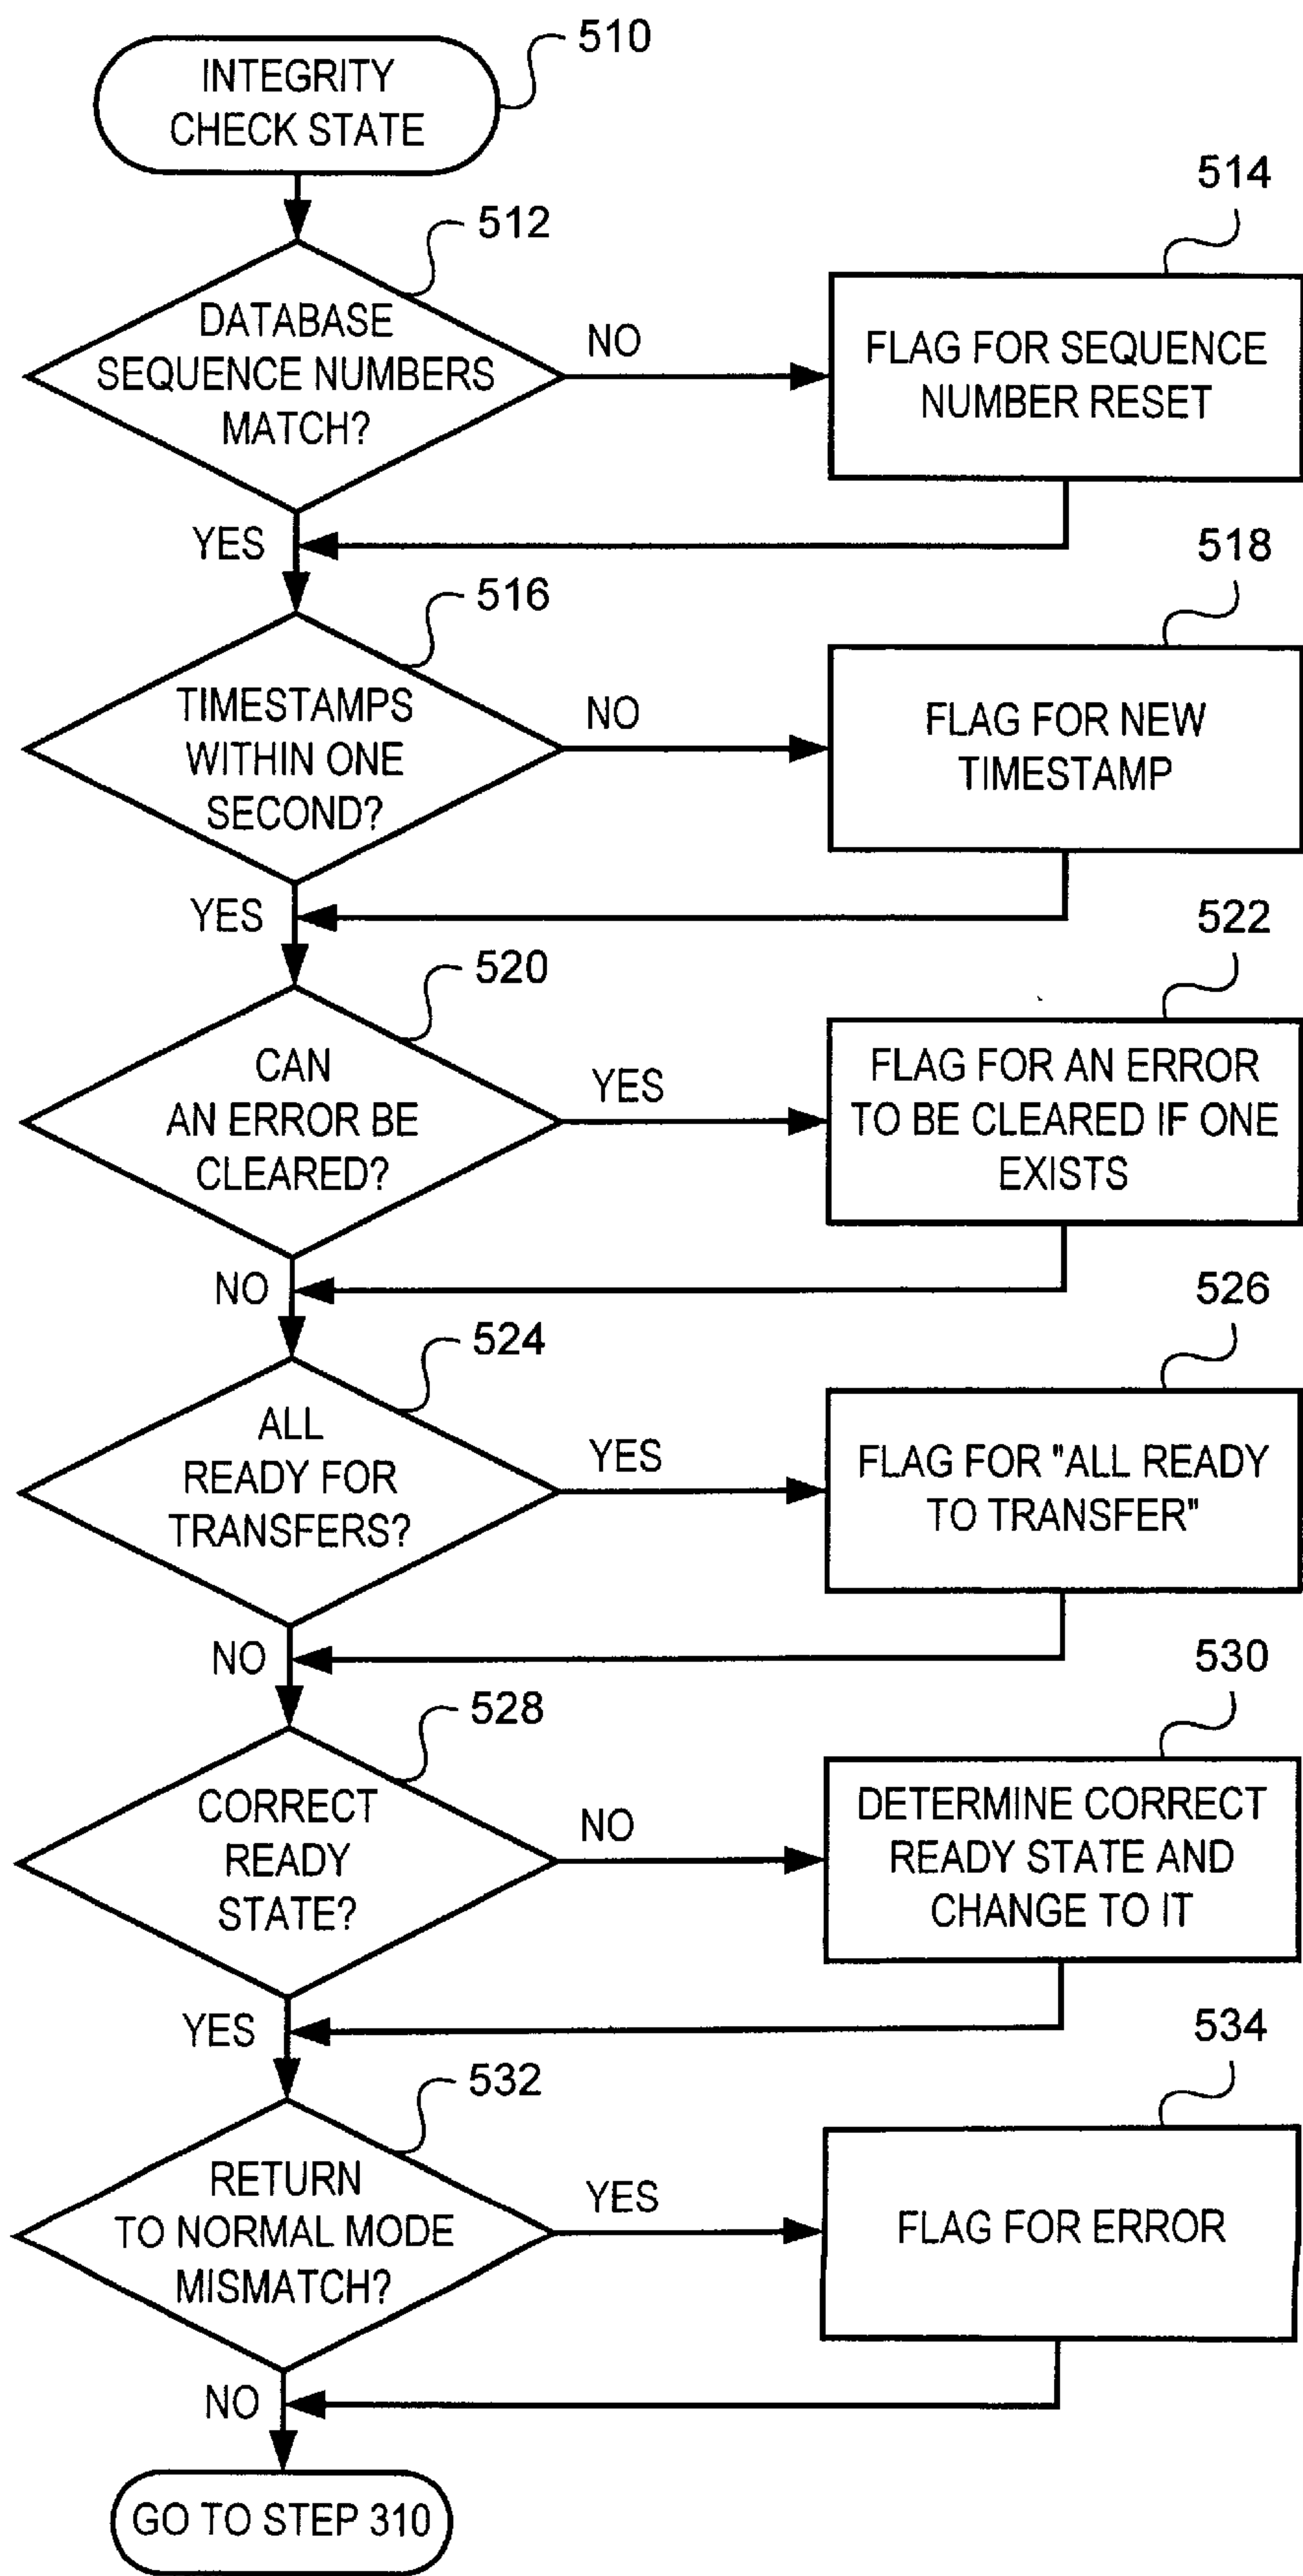 INTEGRITY
CHECK STATE
510
512
DATABASE
SEQUENCE NUMBERS
MATCH?
NO
514
FLAG FOR SEQUENCE
NUMBER RESET
YES
516
TIMESTAMPS
WITHIN ONE
SECOND?
NO
518
FLAG FOR NEW
TIMESTAMP
YES
520
CAN
AN ERROR BE
CLEARED?
YES
522
FLAG FOR AN ERROR
TO BE CLEARED IF ONE
EXISTS
NO
524
ALL
READY FOR
TRANSFERS?
YES
526
FLAG FOR "ALL READY
TO TRANSFER"
NO
528
CORRECT
READY
STATE?
NO
530
DETERMINE CORRECT
READY STATE AND
CHANGE TO IT
YES
532
RETURN
TO NORMAL MODE
MISMATCH?
YES
534
FLAG FOR ERROR
NO
GO TO STEP 310